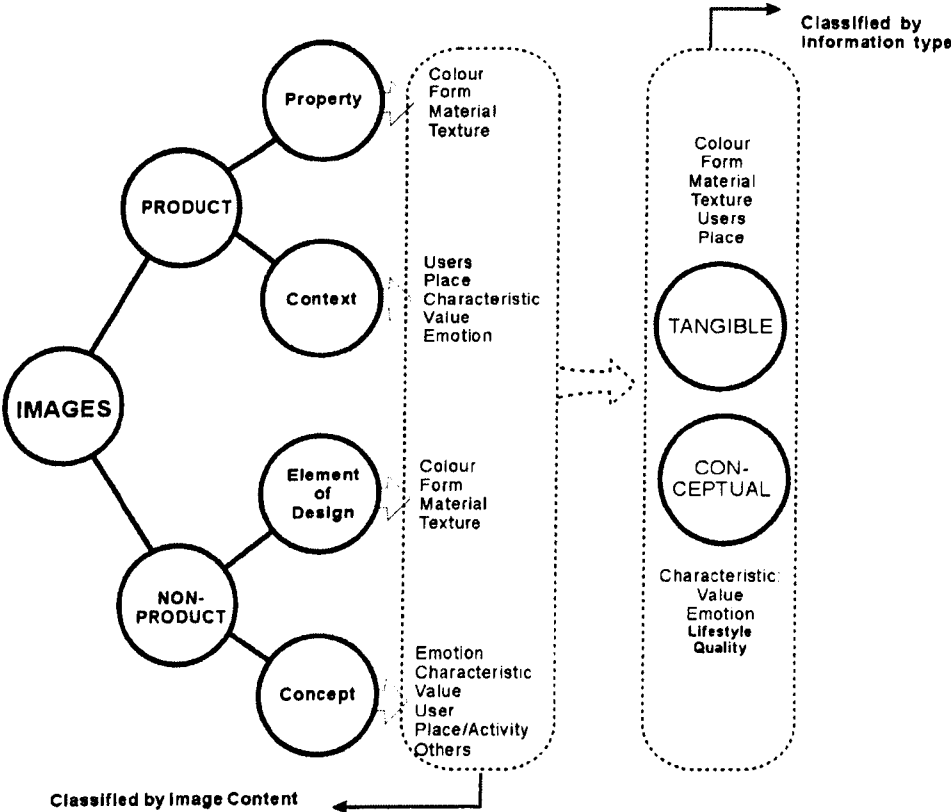 Classified by
Information type
Property
Colour
Form
Material
Texture
PRODUCT
Context
Users
Place
Characteristic
Value
Emotion
IMAGES
Element
of
Design
Colour
Form
Material
Texture
NON-
PRODUCT
Concept
Emotion
Characteristic
Value
User
Place/Activity
Others
Classified by Image Content
Colour
Form
Material
Texture
Users
Place
TANGIBLE
CON-
CEPTUAL
Characteristic:
Value
Emotion
Lifestyle
Quality